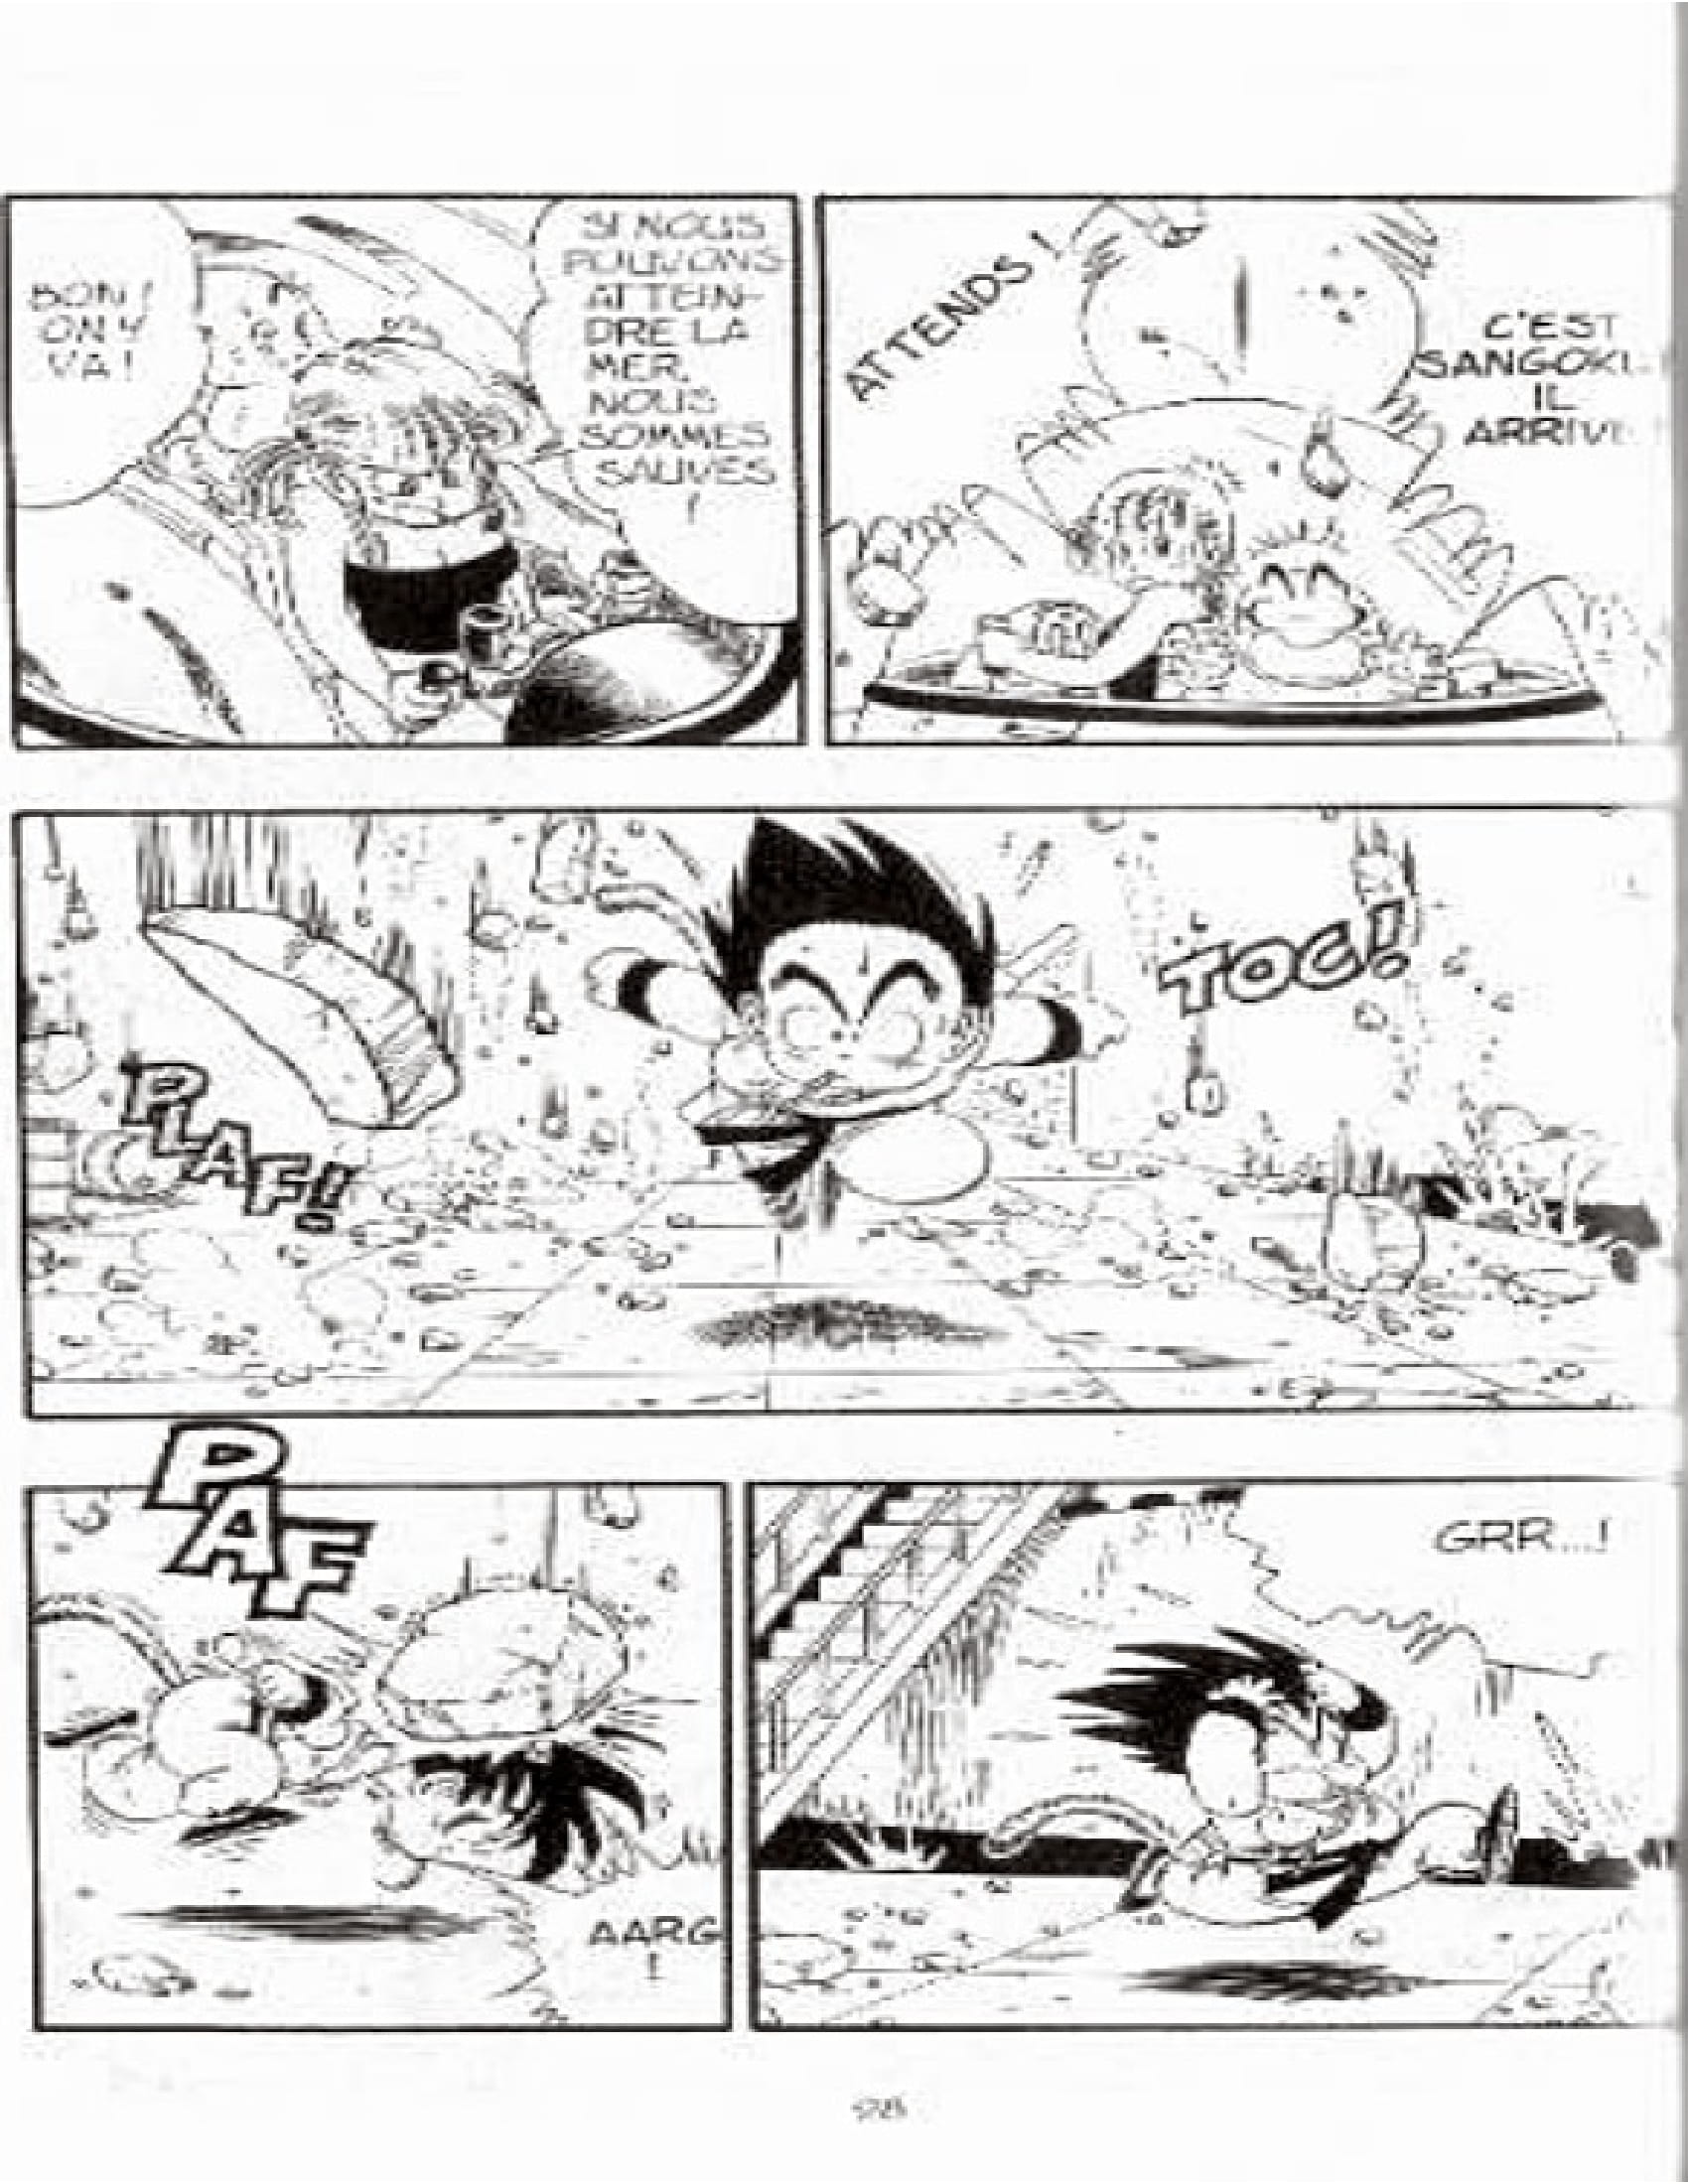 BON !
ON Y
VA !
SI NOUS
POUVONS
ATTEIN-
DRE LA
MER,
NOUS
SOMMES
SAUVÉS
!
ATTENDS !
C'EST
SANGOKU.
IL
ARRIVE
PLAF!
TOC!
PAF
AARG
!
GRR...!